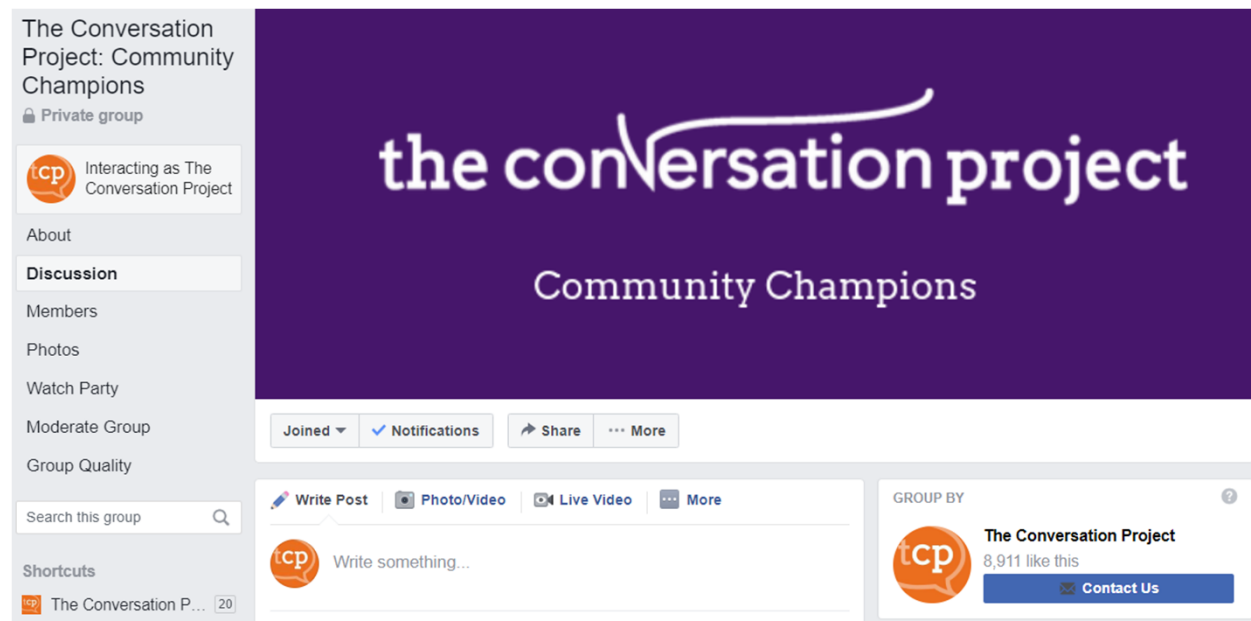 The Conversation
Project: Community
Champions
Private group
tcp
Interacting as The
Conversation Project
About
Discussion
Members
Photos
Watch Party
Moderate Group
Group Quality
Search this group
Shortcuts
tcp The Conversation P... 20
the conversation project
Community Champions
Joined Notifications Share More
Write Post Photo/Video Live Video More
tcp Write something...
GROUP BY ?
tcp
The Conversation Project
8,911 like this
Contact Us